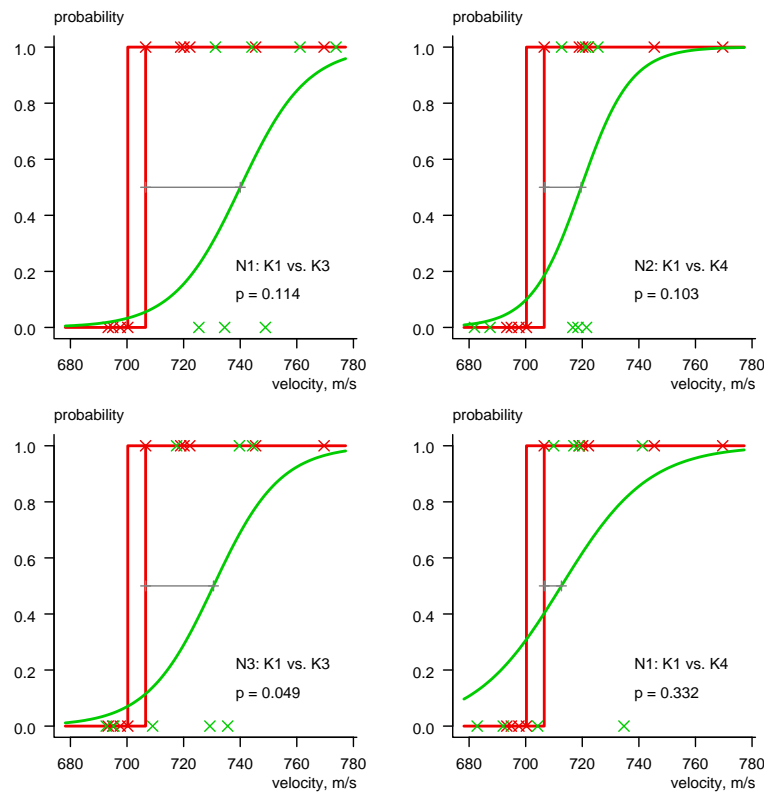 probability
1.0
0.8
0.6
0.4
0.2
0.0
N1: K1 vs. K3
p = 0.114
680 700 720 740 760 780
velocity, m/s
probability
1.0
0.8
0.6
0.4
0.2
0.0
N2: K1 vs. K4
p = 0.103
680 700 720 740 760 780
velocity, m/s
probability
1.0
0.8
0.6
0.4
0.2
0.0
N3: K1 vs. K3
p = 0.049
680 700 720 740 760 780
velocity, m/s
probability
1.0
0.8
0.6
0.4
0.2
0.0
N1: K1 vs. K4
p = 0.332
680 700 720 740 760 780
velocity, m/s